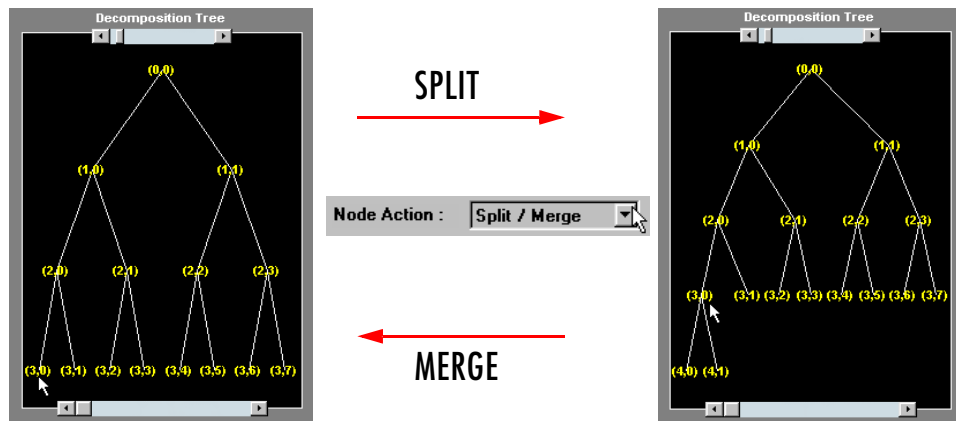 Decomposition Tree
(0,0)
(1,0) (1,1)
(2,0) (2,1) (2,2) (2,3)
(3,0) (3,1) (3,2) (3,3) (3,4) (3,5) (3,6) (3,7)
SPLIT
Node Action : Split / Merge
MERGE
Decomposition Tree
(0,0)
(1,0) (1,1)
(2,0) (2,1) (2,2) (2,3)
(3,0) (3,1) (3,2) (3,3) (3,4) (3,5) (3,6) (3,7)
(4,0) (4,1)